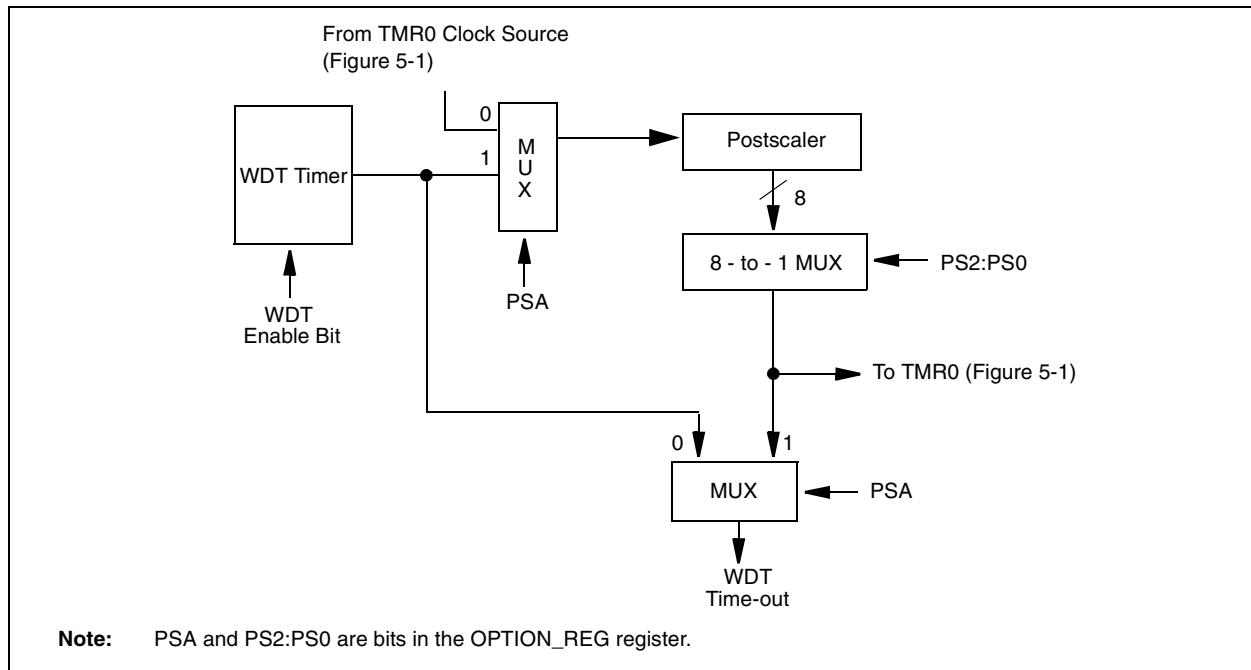 From TMR0 Clock Source
(Figure 5-1)
0
1
M
U
X
WDT Timer
Postscaler
8
8 - to - 1 MUX
PS2:PS0
PSA
WDT
Enable Bit
To TMR0 (Figure 5-1)
0
1
MUX
PSA
WDT
Time-out
Note: PSA and PS2:PS0 are bits in the OPTION_REG register.